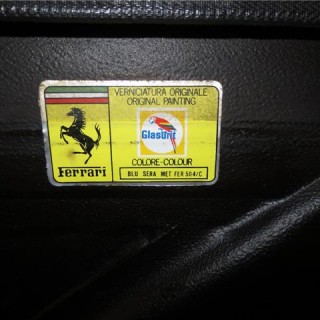 VERNICIATURA ORIGINALE
ORIGINAL PAINTING
Glasurit
COLORE-COLOUR
BLU SERA MET FER 504/C
Ferrari